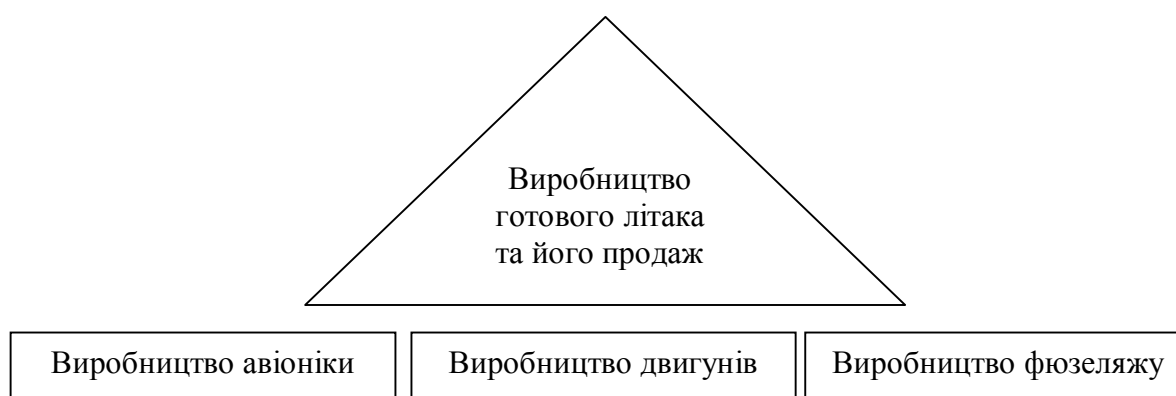 Виробництво
готового літака
та його продаж
Виробництво авіоніки
Виробництво двигунів
Виробництво фюзеляжу